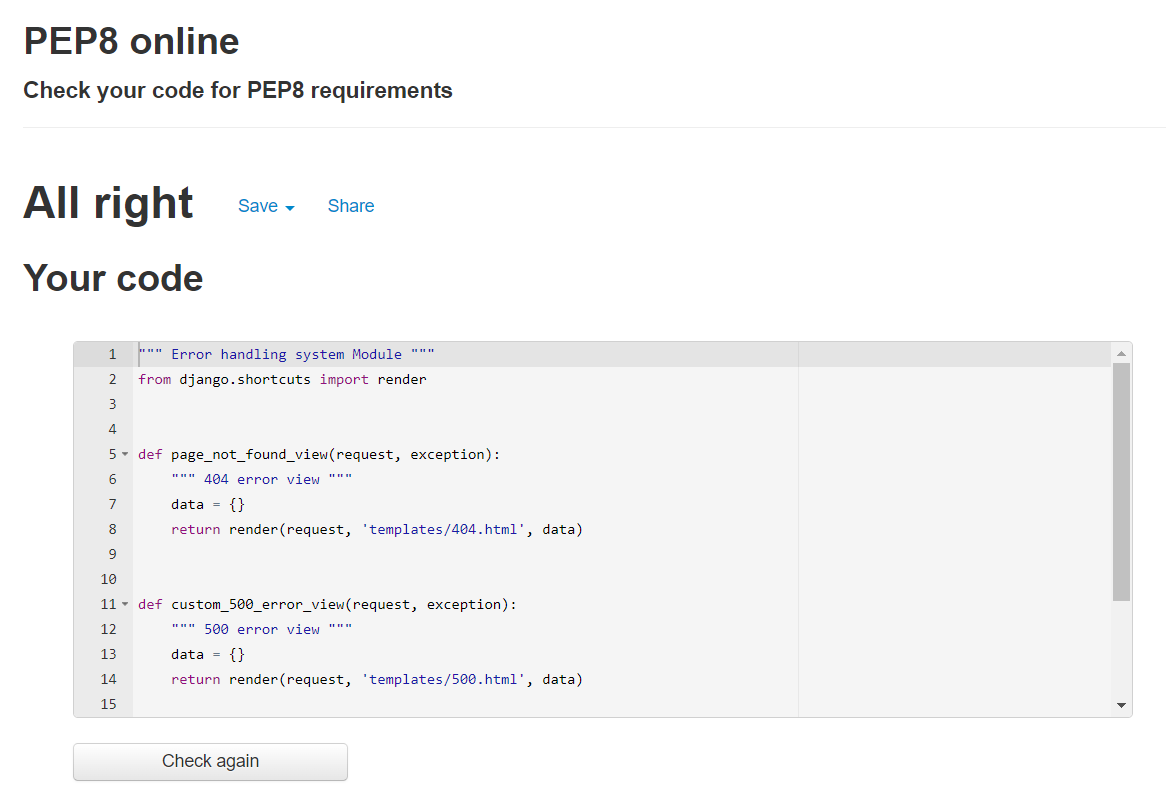 PEP8 online
Check your code for PEP8 requirements
All right Save Share
Your code
1 """ Error handling system Module """
2 from django.shortcuts import render
3
4
5 def page_not_found_view(request, exception):
6     """ 404 error view """
7     data = {}
8     return render(request, 'templates/404.html', data)
9
10
11 def custom_500_error_view(request, exception):
12     """ 500 error view """
13     data = {}
14     return render(request, 'templates/500.html', data)
15
Check again